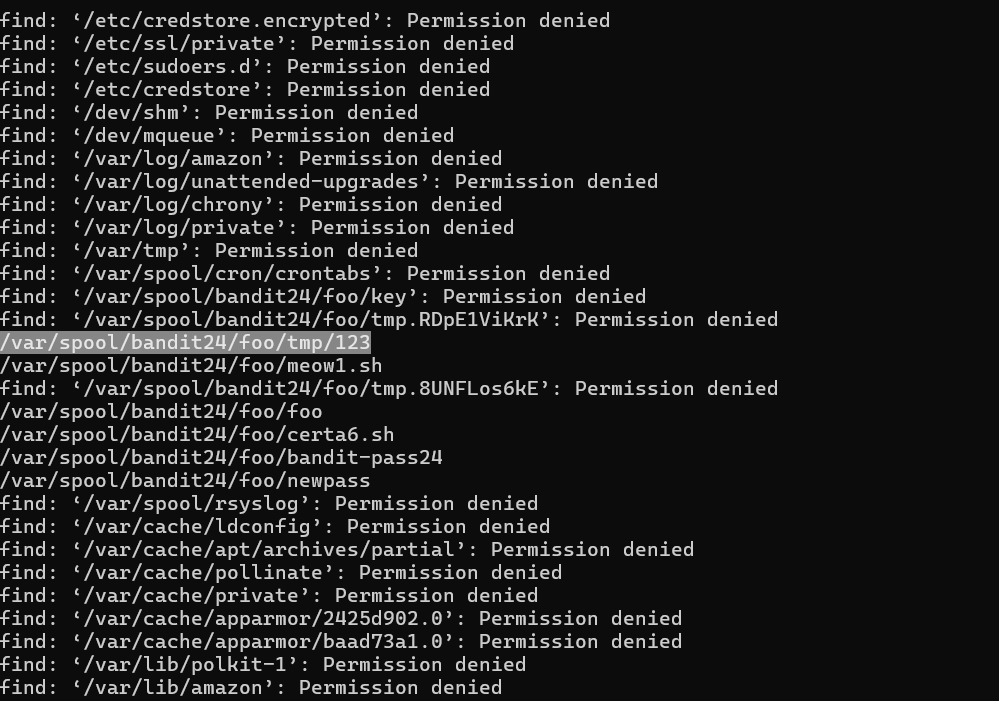 find: ‘/etc/credstore.encrypted’: Permission denied
find: ‘/etc/ssl/private’: Permission denied
find: ‘/etc/sudoers.d’: Permission denied
find: ‘/etc/credstore’: Permission denied
find: ‘/dev/shm’: Permission denied
find: ‘/dev/mqueue’: Permission denied
find: ‘/var/log/amazon’: Permission denied
find: ‘/var/log/unattended-upgrades’: Permission denied
find: ‘/var/log/chrony’: Permission denied
find: ‘/var/log/private’: Permission denied
find: ‘/var/tmp’: Permission denied
find: ‘/var/spool/cron/crontabs’: Permission denied
find: ‘/var/spool/bandit24/foo/key’: Permission denied
find: ‘/var/spool/bandit24/foo/tmp.RDpE1ViKrK’: Permission denied
/var/spool/bandit24/foo/tmp/123
/var/spool/bandit24/foo/meow1.sh
find: ‘/var/spool/bandit24/foo/tmp.8UNFLos6kE’: Permission denied
/var/spool/bandit24/foo/foo
/var/spool/bandit24/foo/certa6.sh
/var/spool/bandit24/foo/bandit-pass24
/var/spool/bandit24/foo/newpass
find: ‘/var/spool/rsyslog’: Permission denied
find: ‘/var/cache/ldconfig’: Permission denied
find: ‘/var/cache/apt/archives/partial’: Permission denied
find: ‘/var/cache/pollinate’: Permission denied
find: ‘/var/cache/private’: Permission denied
find: ‘/var/cache/apparmor/2425d902.0’: Permission denied
find: ‘/var/cache/apparmor/baad73a1.0’: Permission denied
find: ‘/var/lib/polkit-1’: Permission denied
find: ‘/var/lib/amazon’: Permission denied